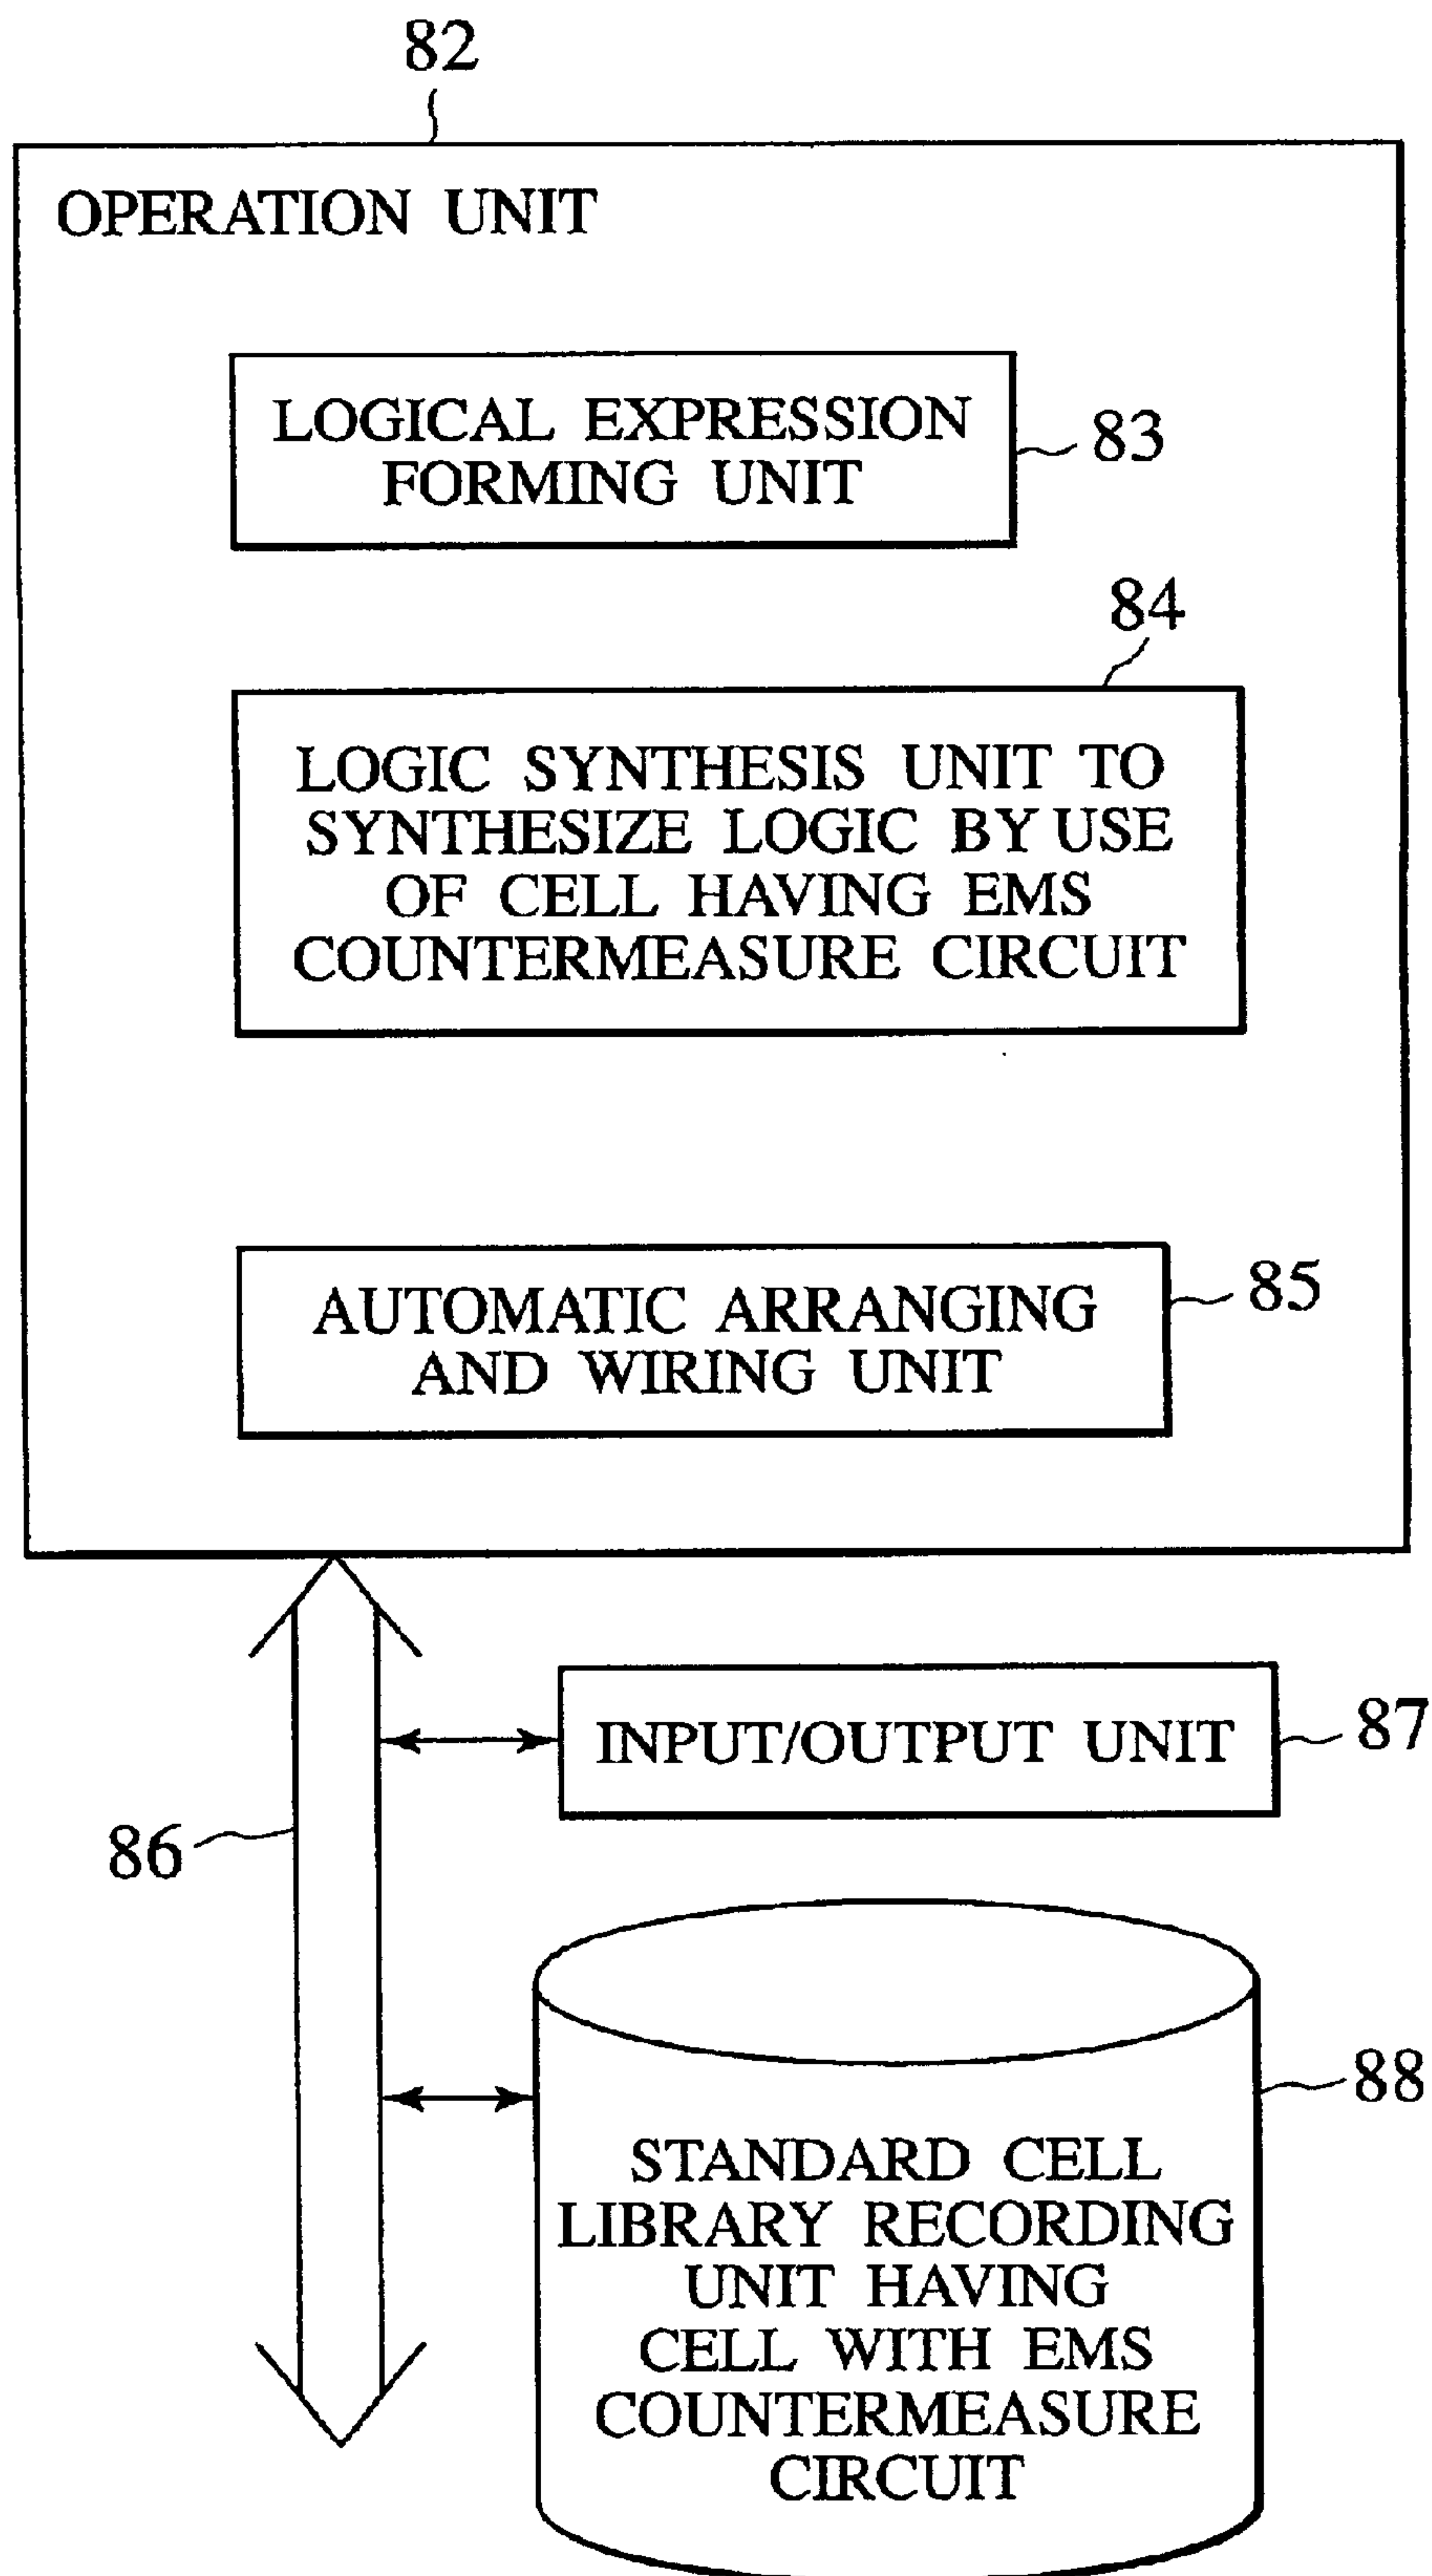 82
OPERATION UNIT
LOGICAL EXPRESSION
FORMING UNIT
83
84
LOGIC SYNTHESIS UNIT TO
SYNTHESIZE LOGIC BY USE
OF CELL HAVING EMS
COUNTERMEASURE CIRCUIT
AUTOMATIC ARRANGING
AND WIRING UNIT
85
INPUT/OUTPUT UNIT
87
86
88
STANDARD CELL
LIBRARY RECORDING
UNIT HAVING
CELL WITH EMS
COUNTERMEASURE
CIRCUIT